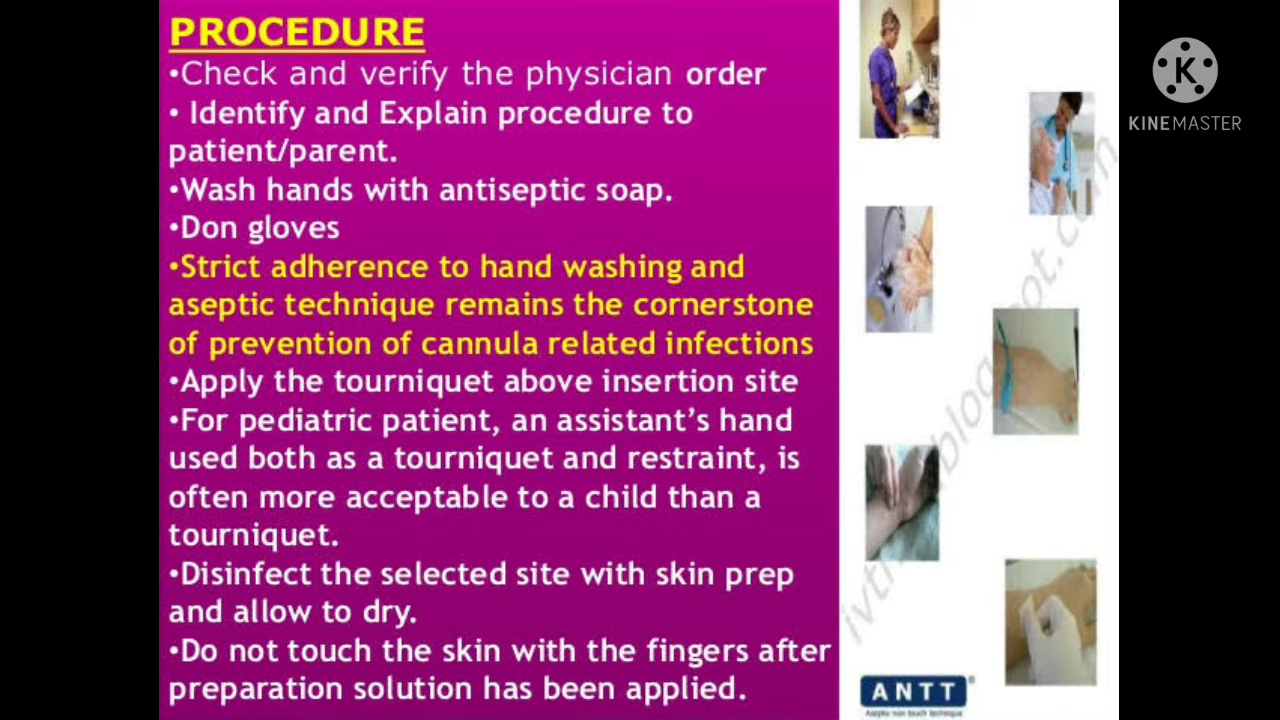 PROCEDURE
•Check and verify the physician order
• Identify and Explain procedure to
patient/parent.
•Wash hands with antiseptic soap.
•Don gloves
•Strict adherence to hand washing and
aseptic technique remains the cornerstone
of prevention of cannula related infections
•Apply the tourniquet above insertion site
•For pediatric patient, an assistant’s hand
used both as a tourniquet and restraint, is
often more acceptable to a child than a
tourniquet.
•Disinfect the selected site with skin prep
and allow to dry.
•Do not touch the skin with the fingers after
preparation solution has been applied.
K
KINEMASTER
ANTT®
Aseptic non touch technique